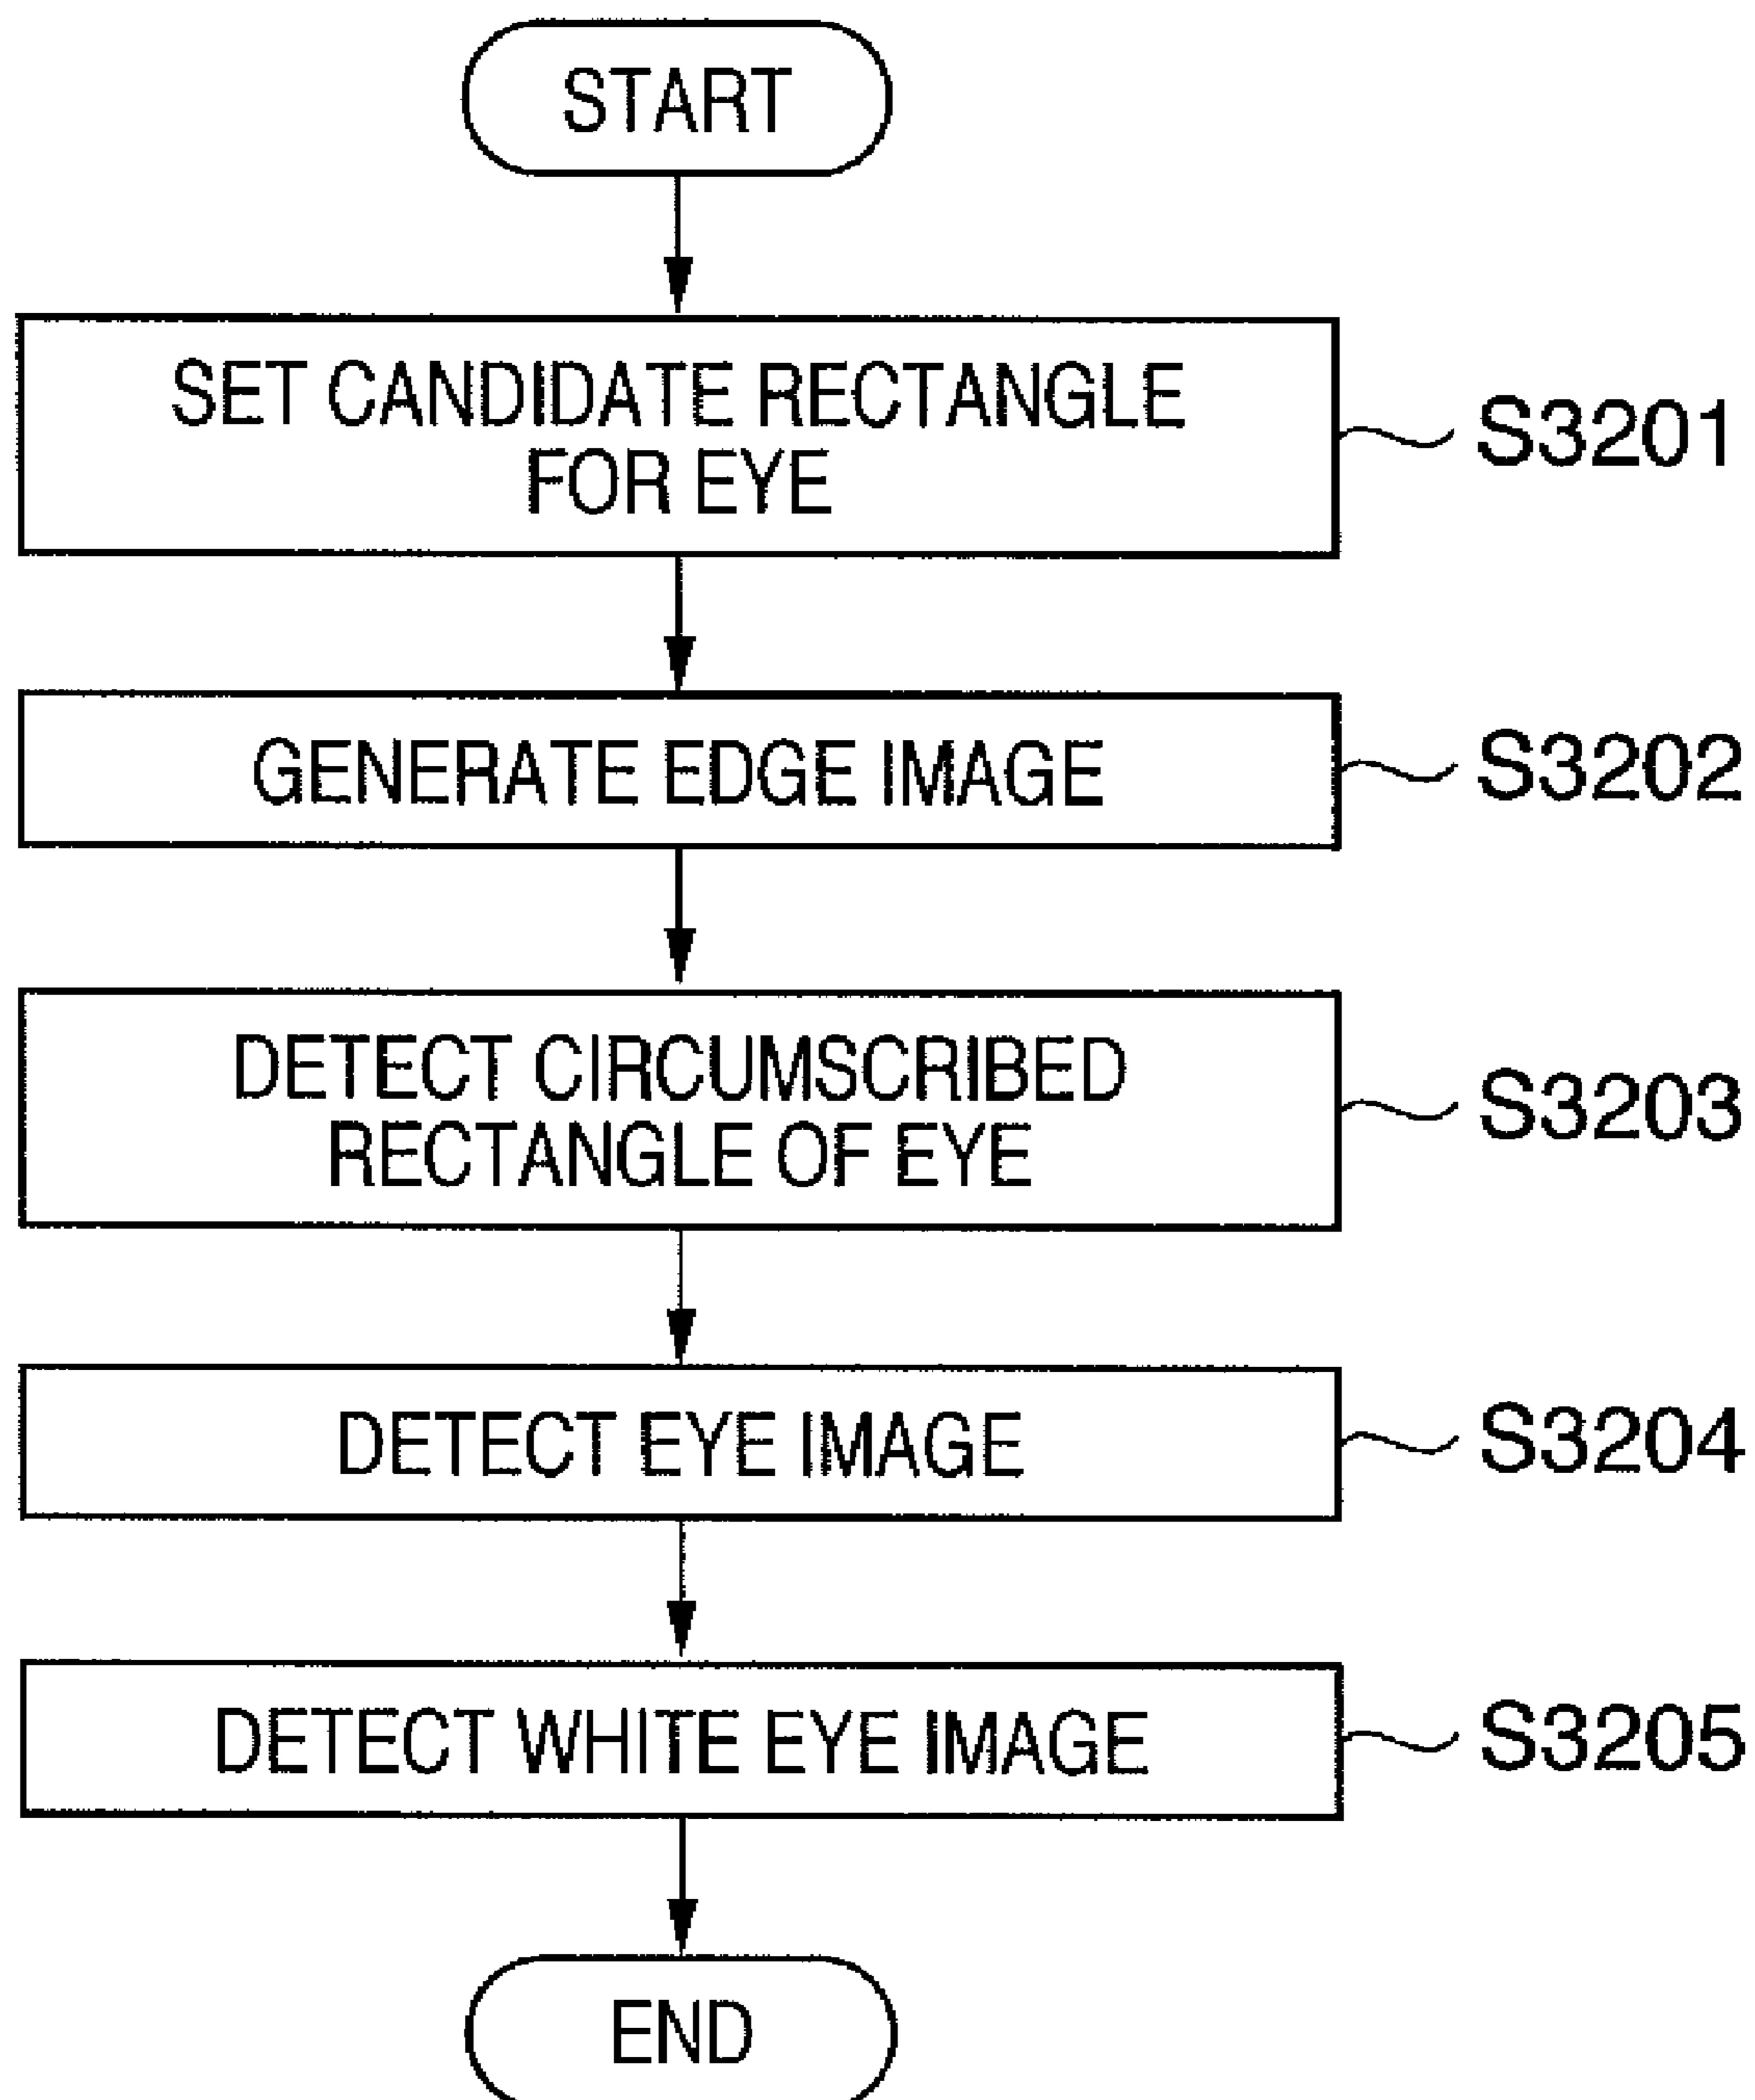 START
SET CANDIDATE RECTANGLE
FOR EYE
S3201
GENERATE EDGE IMAGE
S3202
DETECT CIRCUMSCRIBED
RECTANGLE OF EYE
S3203
DETECT EYE IMAGE
S3204
DETECT WHITE EYE IMAGE
S3205
END